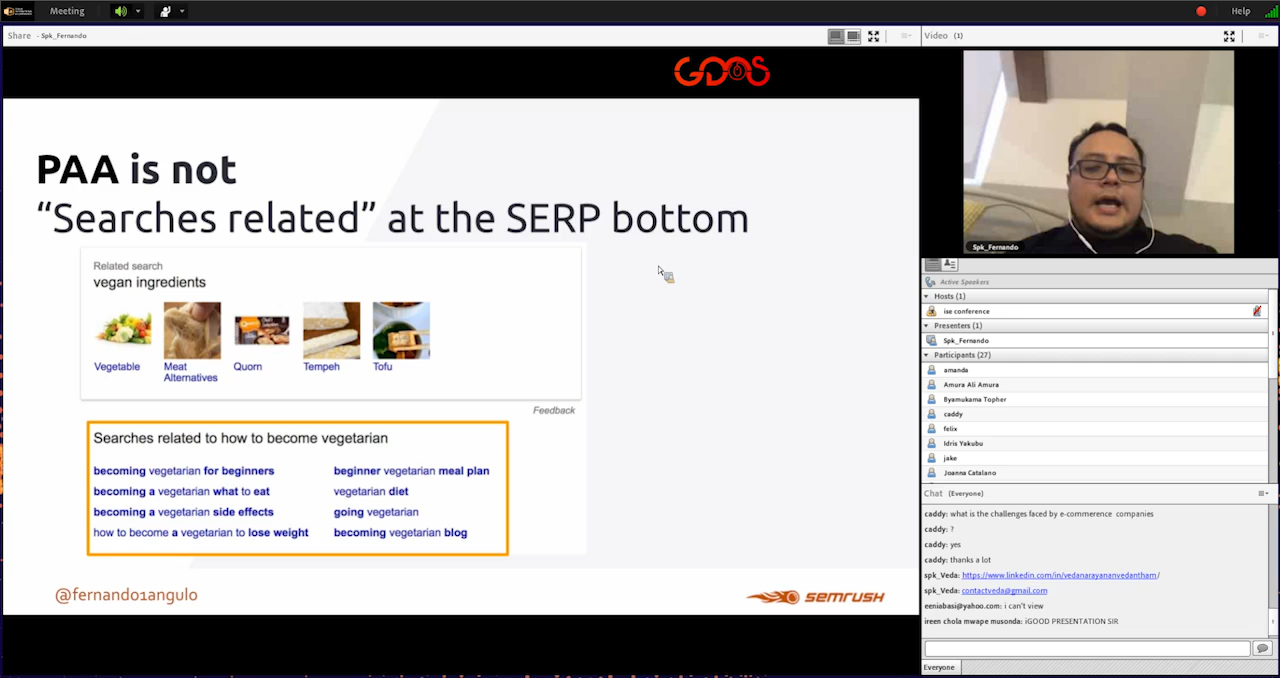 Meeting
Help
Share - Spk_Fernando
Video (1)
GDOS
PAA is not
“Searches related” at the SERP bottom
Related search
vegan ingredients
Vegetable
Meat Alternatives
Quorn
Tempeh
Tofu
Feedback
Searches related to how to become vegetarian
becoming vegetarian for beginners
becoming a vegetarian what to eat
becoming a vegetarian side effects
how to become a vegetarian to lose weight
beginner vegetarian meal plan
vegetarian diet
going vegetarian
becoming vegetarian blog
@fernando1angulo
SEMRUSH
Spk_Fernando
Active Speakers
Hosts (1)
ise conference
Presenters (1)
Spk_Fernando
Participants (27)
amanda
Amura Ali Amura
Byamukama Topher
caddy
felix
Idris Yakubu
jake
Joanna Catalano
Chat (Everyone)
caddy: what is the challenges faced by e-commerence companies
caddy: ?
caddy: yes
caddy: thanks a lot
spk_Veda: https://www.linkedin.com/in/vedanarayananvedantham/
spk_Veda: contactveda@gmail.com
eeniabasi@yahoo.com: i can't view
ireen chola mwape musonda: iGOOD PRESENTATION SIR
Everyone